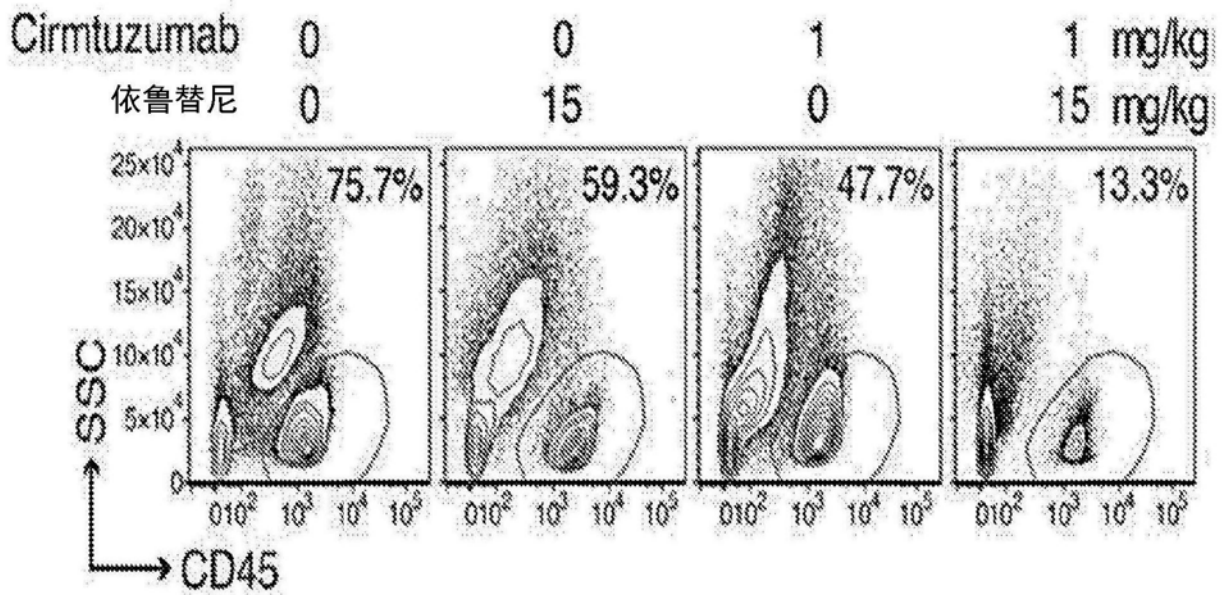 Cirmtuzumab 0 0 1 1 mg/kg
依鲁替尼 0 15 0 15 mg/kg
75.7% 59.3% 47.7% 13.3%
25×10⁴
20×10⁴
15×10⁴
10×10⁴
5×10⁴
0
010² 10³ 10⁴ 10⁵ 010² 10³ 10⁴ 10⁵ 010² 10³ 10⁴ 10⁵ 010² 10³ 10⁴ 10⁵
SSC
CD45